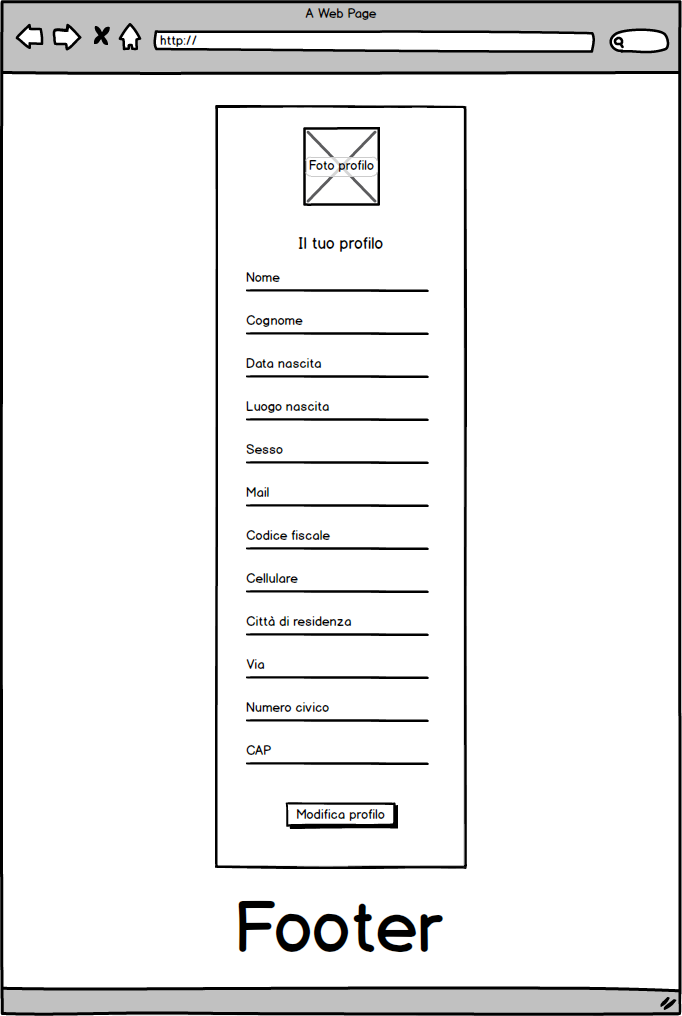 A Web Page
http://
Foto profilo
Il tuo profilo
Nome
Cognome
Data nascita
Luogo nascita
Sesso
Mail
Codice fiscale
Cellulare
Città di residenza
Via
Numero civico
CAP
Modifica profilo
Footer